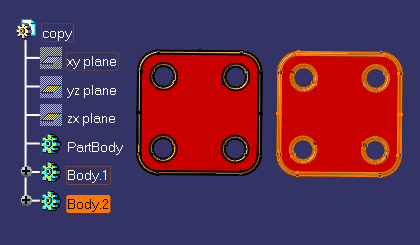 copy
xy plane
yz plane
zx plane
PartBody
Body.1
Body.2